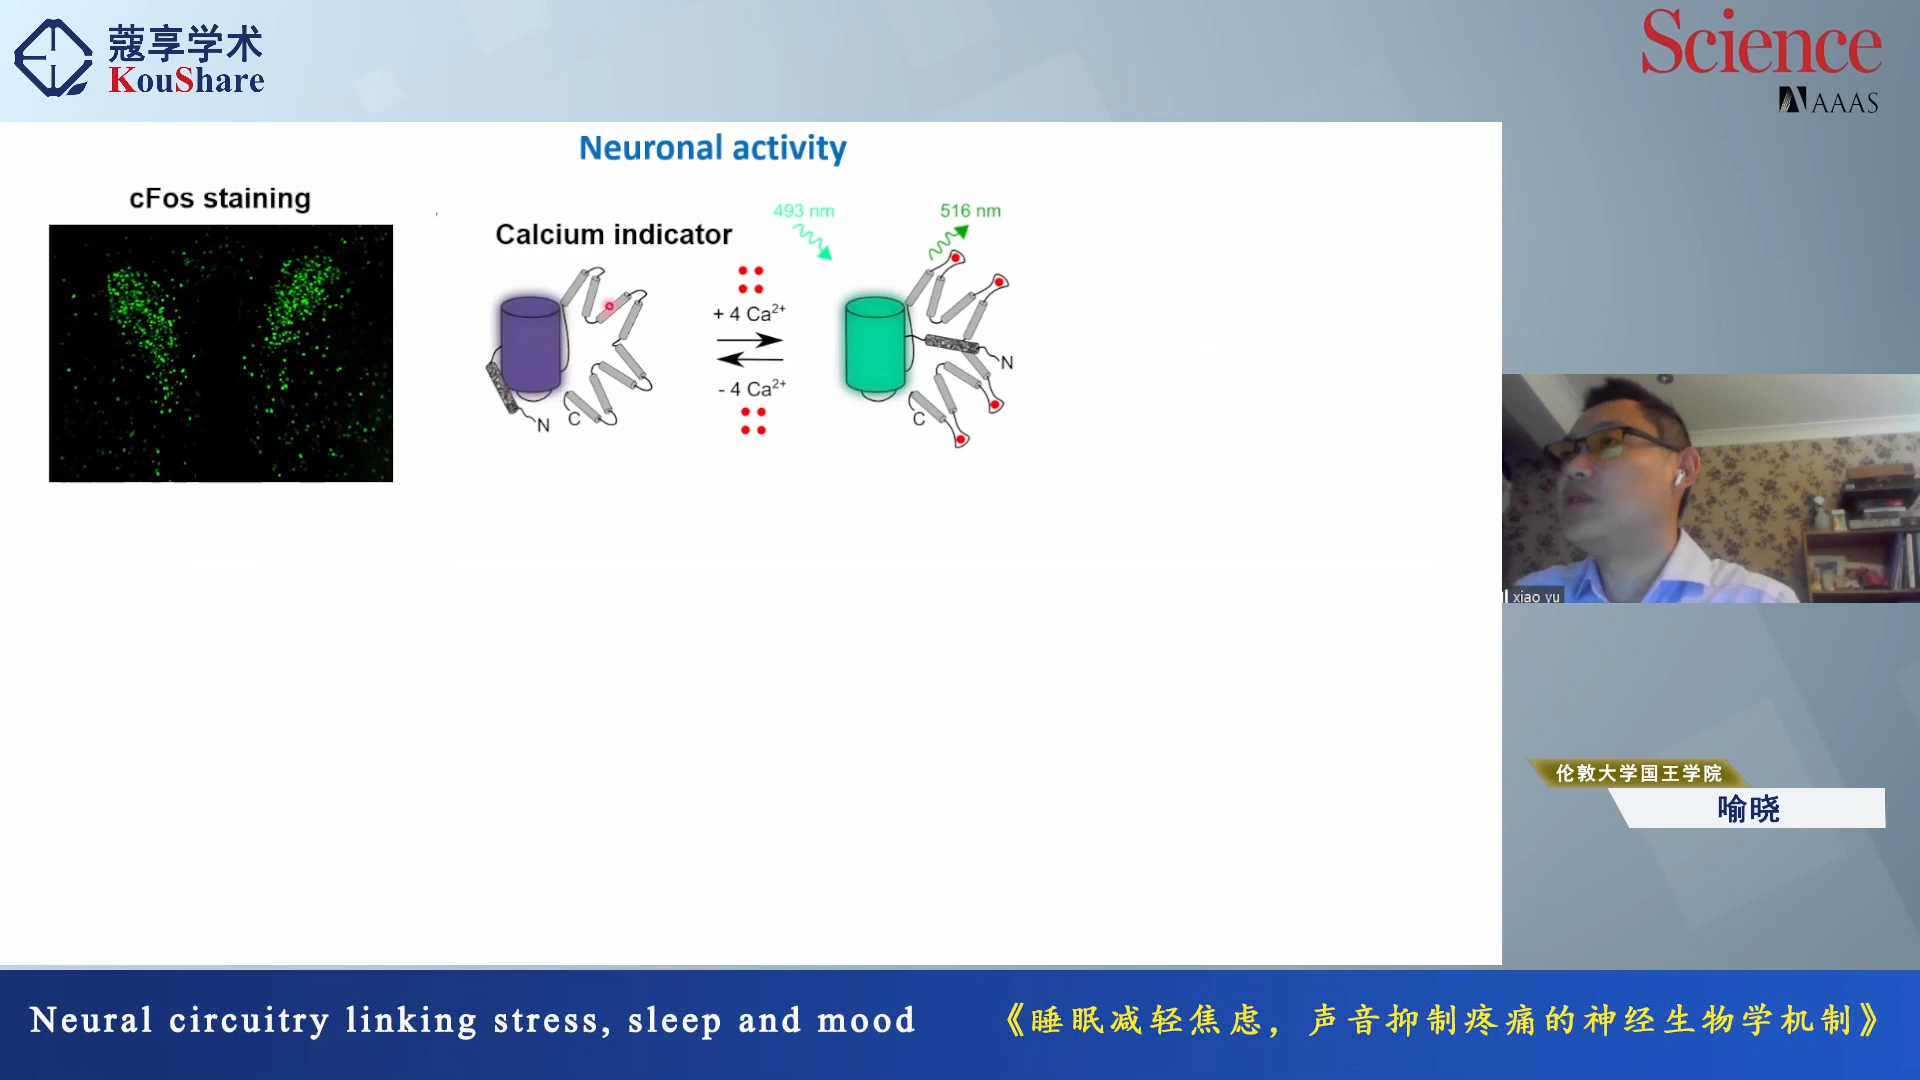 蔻享学术
KouShare
Science
AAAS
Neuronal activity
cFos staining
Calcium indicator
493 nm
516 nm
+ 4 Ca²⁺
- 4 Ca²⁺
N
C
N
C
xiao yu
伦敦大学国王学院
喻晓
Neural circuitry linking stress, sleep and mood
《睡眠减轻焦虑，声音抑制疼痛的神经生物学机制》